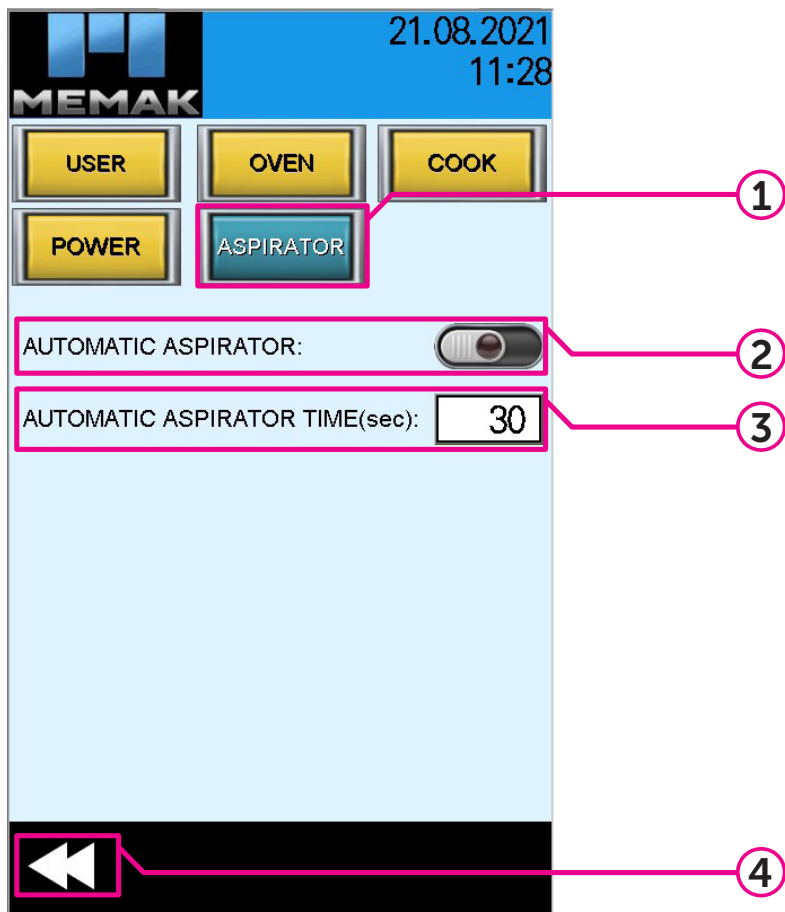 MEMAK
21.08.2021
11:28
USER
OVEN
COOK
1
POWER
ASPIRATOR
AUTOMATIC ASPIRATOR:
2
AUTOMATIC ASPIRATOR TIME(sec):
30
3
4